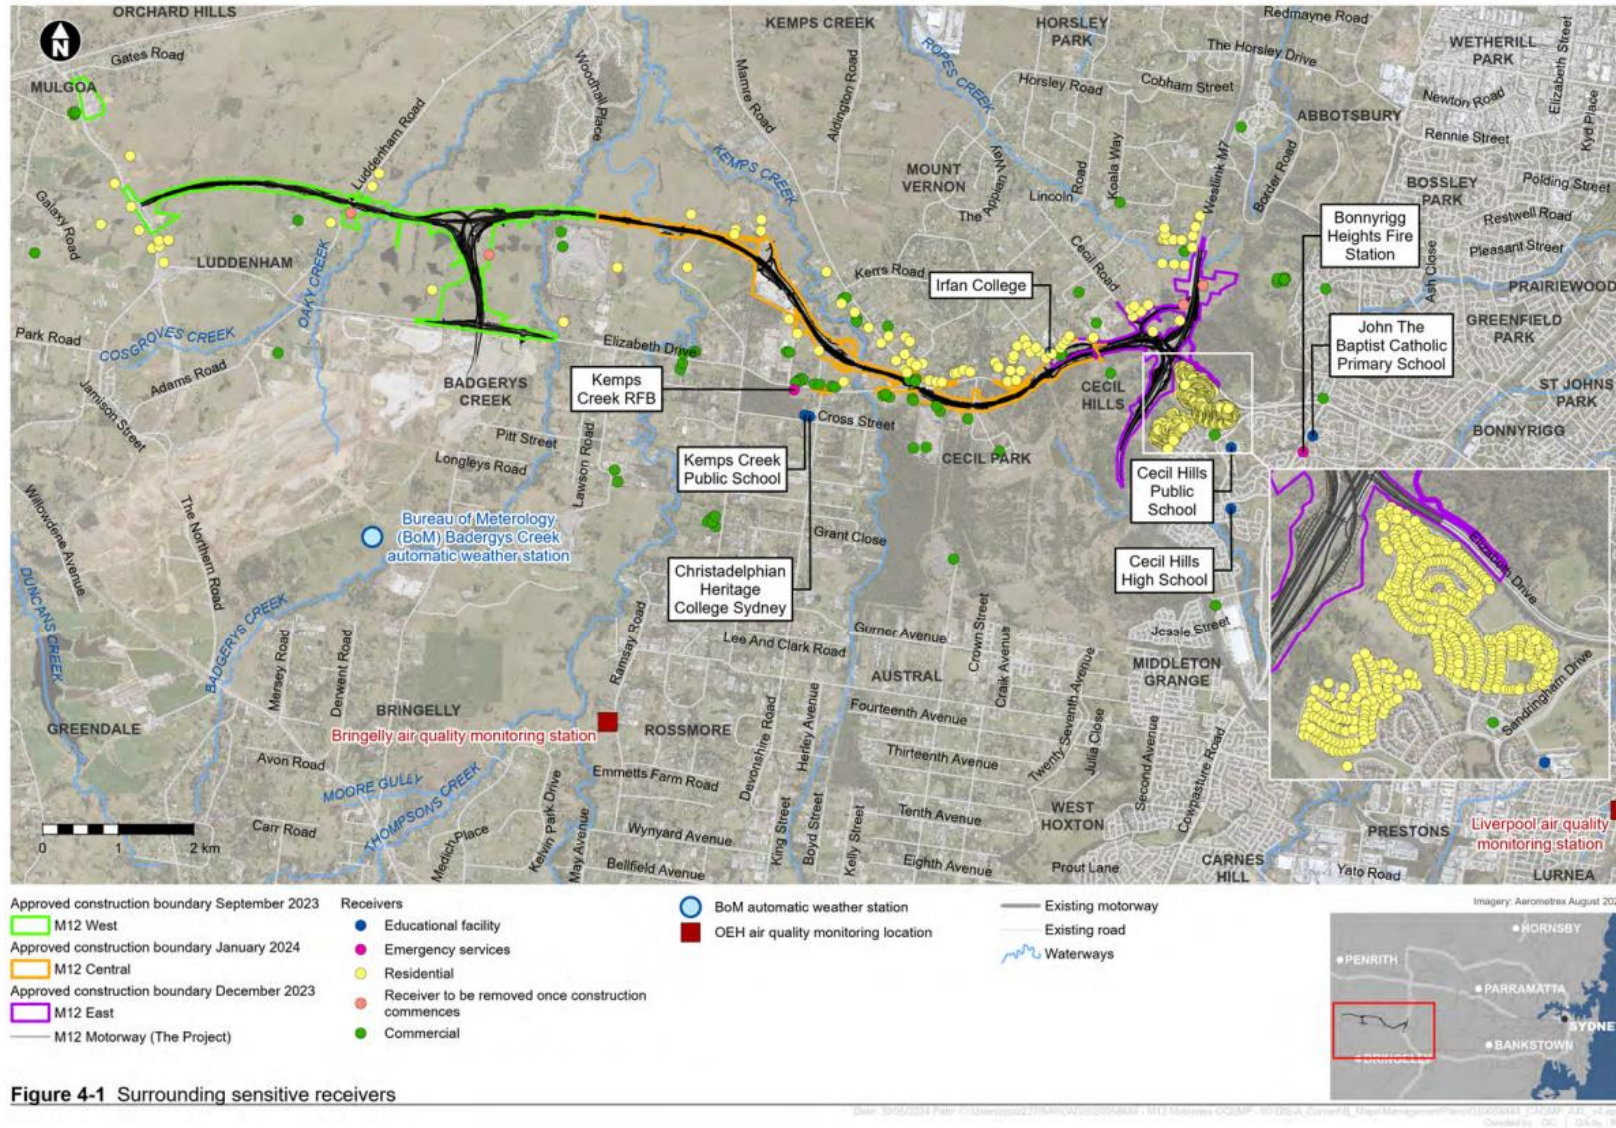 ORCHARD HILLS
Gates Road
MULGOA
N
KEMPS CREEK
HORSLEY
PARK
Redmayne Road
The Horsley Drive
WETHERILL
PARK
Elizabeth Street
Woodhall Place
Mamre Road
Aldington Road
ROPES CREEK
Horsley Road
Cobham Street
Newton Road
Kyd Place
ABBOTSBURY
Rennie Street
Luddenham Road
KEMPS CREEK
MOUNT
VERNON
The Appian Way
Lincoln Road
Koala Way
Westlink M7
Border Road
BOSSLEY
PARK
Polding Street
Restwell Road
Pleasant Street
Galaxy Road
LUDDENHAM
OAKY CREEK
Kerrs Road
Cecil Road
Irfan College
Bonnyrigg
Heights Fire
Station
Ash Close
PRAIRIEWOOD
GREENFIELD
PARK
Park Road
COSGROVES CREEK
Adams Road
Jamison Street
Elizabeth Drive
BADGERYS
CREEK
Kemps
Creek RFB
CECIL
HILLS
John The
Baptist Catholic
Primary School
ST JOHNS
PARK
BONNYRIGG
Cross Street
Pitt Street
Longleys Road
Lawson Road
Kemps Creek
Public School
CECIL PARK
Cecil Hills
Public
School
Willowdene Avenue
The Northern Road
Bureau of Meterology
(BoM) Badergys Creek
automatic weather station
Grant Close
Christadelphian
Heritage
College Sydney
Cecil Hills
High School
Elizabeth Drive
Sandringham Drive
DUNCANS CREEK
BADGERYS CREEK
Mersey Road
Derwent Road
Ramsay Road
Lee And Clark Road
Gurner Avenue
Crown Street
Craik Avenue
Jessie Street
AUSTRAL
MIDDLETON
GRANGE
GREENDALE
BRINGELLY
Bringelly air quality monitoring station
ROSSMORE
Devonshire Road
Herley Avenue
Fourteenth Avenue
Twenty Seventh Avenue
Julia Close
Second Avenue
Cowpasture Road
Avon Road
Thirteenth Avenue
MOORE GULLY
THOMPSONS CREEK
Emmetts Farm Road
Kelvin Park Drive
May Avenue
King Street
Boyd Street
Kelly Street
Tenth Avenue
WEST
HOXTON
PRESTONS
Liverpool air quality
monitoring station
Carr Road
Medich Place
Wynyard Avenue
Bellfield Avenue
Eighth Avenue
Prout Lane
CARNES
HILL
Yato Road
LURNEA
0 1 2 km
Approved construction boundary September 2023
M12 West
Approved construction boundary January 2024
M12 Central
Approved construction boundary December 2023
M12 East
M12 Motorway (The Project)
Receivers
Educational facility
Emergency services
Residential
Receiver to be removed once construction
commences
Commercial
BoM automatic weather station
OEH air quality monitoring location
Existing motorway
Existing road
Waterways
Imagery: Aerometrex August 202
HORNSBY
PENRITH
PARRAMATTA
SYDNE
BANKSTOWN
BRINGELLY
Figure 4-1 Surrounding sensitive receivers